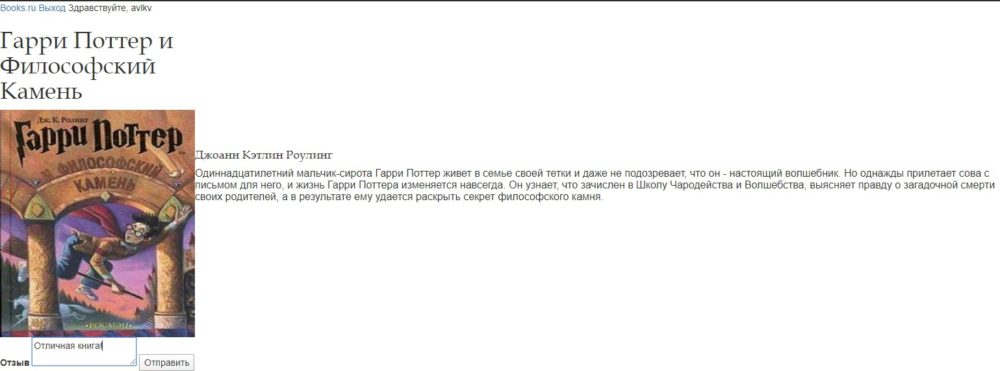 Books.ru Выход Здравствуйте, avlkv
Гарри Поттер и
Философский
Камень
Дж. К. Ролинг
Гарри Поттер
™
И ФИЛОСОФСКИЙ
КАМЕНЬ
•РОСМЭН•
Джоанн Кэтлин Роулинг
Одиннадцатилетний мальчик-сирота Гарри Поттер живет в семье своей тетки и даже не подозревает, что он - настоящий волшебник. Но однажды прилетает сова с
письмом для него, и жизнь Гарри Поттера изменяется навсегда. Он узнает, что зачислен в Школу Чародейства и Волшебства, выясняет правду о загадочной смерти
своих родителей, а в результате ему удается раскрыть секрет философского камня.
Отличная книга!
Отзыв Отправить